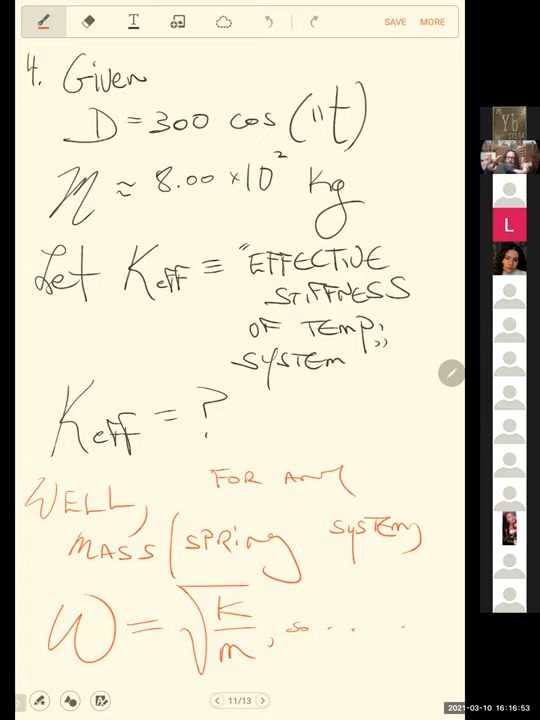 SAVE MORE
4. Given
D = 300 cos (11t)
M ≈ 8.00 × 10² Kg
Let Keff ≡ "EFFECTIVE
STIFFNESS
OF TEMP;
SYSTEM
Keff = ?
WELL, FOR ANY
MASS/SPRING SYSTEM,
ω = √K/m, so . . . .
11/13
Yb
L
2021-03-10 16:16:53